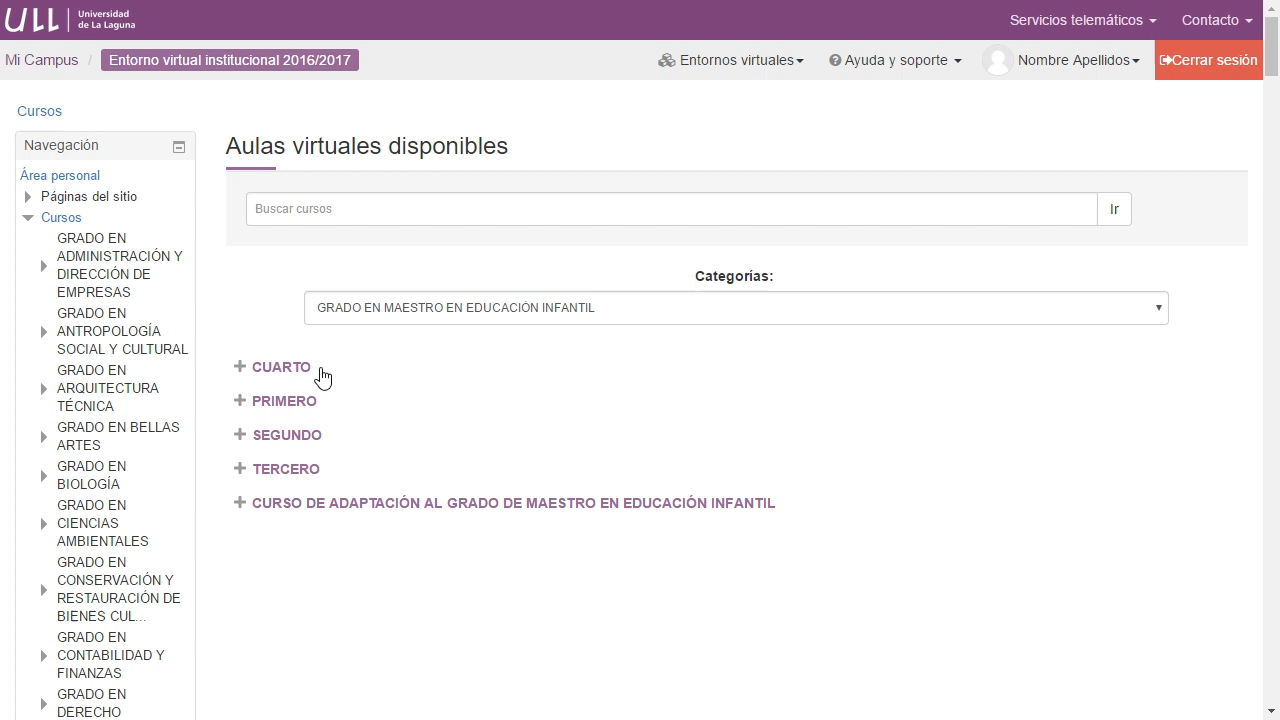 ULL
Universidad
de La Laguna
Servicios telemáticos
Contacto
Mi Campus / Entorno virtual institucional 2016/2017
Entornos virtuales
Ayuda y soporte
Nombre Apellidos
Cerrar sesión
Cursos
Navegación
Área personal
Páginas del sitio
Cursos
GRADO EN
ADMINISTRACIÓN Y
DIRECCIÓN DE
EMPRESAS
GRADO EN
ANTROPOLOGÍA
SOCIAL Y CULTURAL
GRADO EN
ARQUITECTURA
TÉCNICA
GRADO EN BELLAS
ARTES
GRADO EN
BIOLOGÍA
GRADO EN
CIENCIAS
AMBIENTALES
GRADO EN
CONSERVACIÓN Y
RESTAURACIÓN DE
BIENES CUL...
GRADO EN
CONTABILIDAD Y
FINANZAS
GRADO EN
DERECHO
Aulas virtuales disponibles
Buscar cursos
Ir
Categorías:
GRADO EN MAESTRO EN EDUCACIÓN INFANTIL
CUARTO
PRIMERO
SEGUNDO
TERCERO
CURSO DE ADAPTACIÓN AL GRADO DE MAESTRO EN EDUCACIÓN INFANTIL